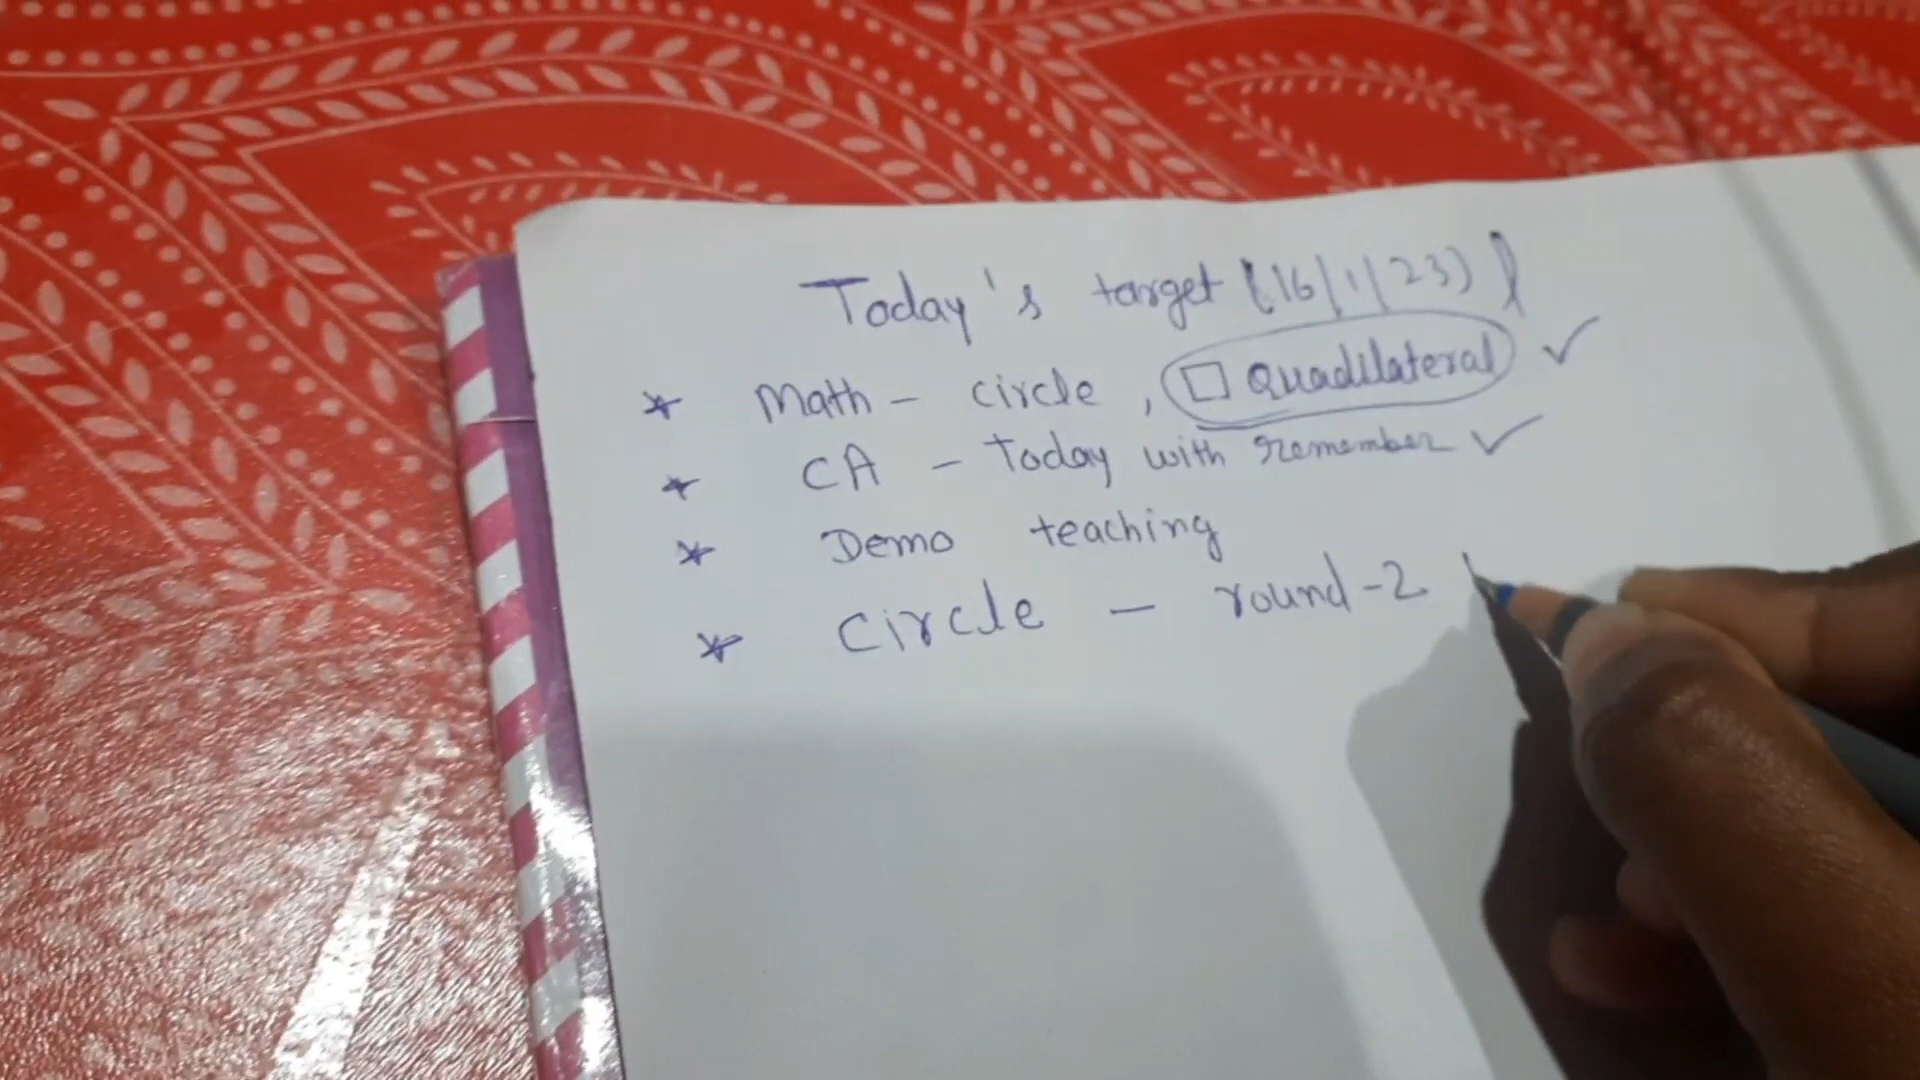 Today's target (16/1/23)
* Math - circle, □ Quadilateral ✓
* CA - Today with remember ✓
* Demo teaching
* Circle - round-2